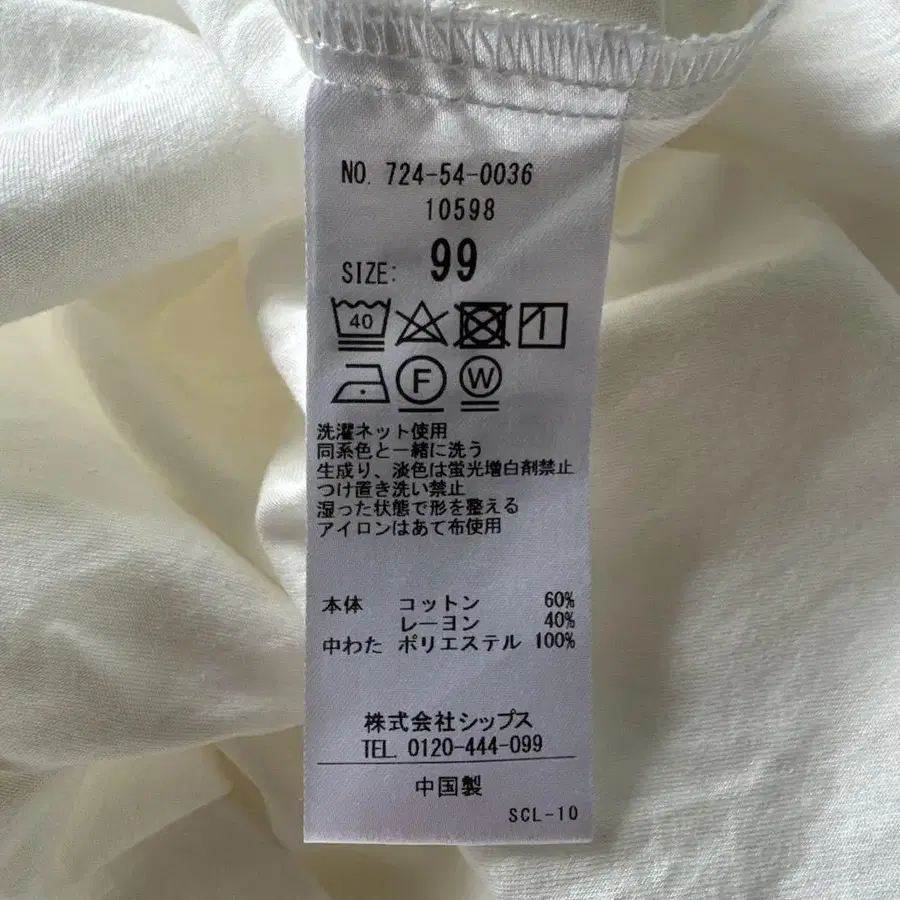 NO. 724-54-0036
10598
SIZE: 99
40
F W
洗濯ネット使用
同系色と一緒に洗う
生成り、淡色は蛍光増白剤禁止
つけ置き洗い禁止
湿った状態で形を整える
アイロンはあて布使用
本体 コットン 60%
レーヨン 40%
中わた ポリエステル 100%
株式会社シップス
TEL. 0120-444-099
中国製
SCL-10